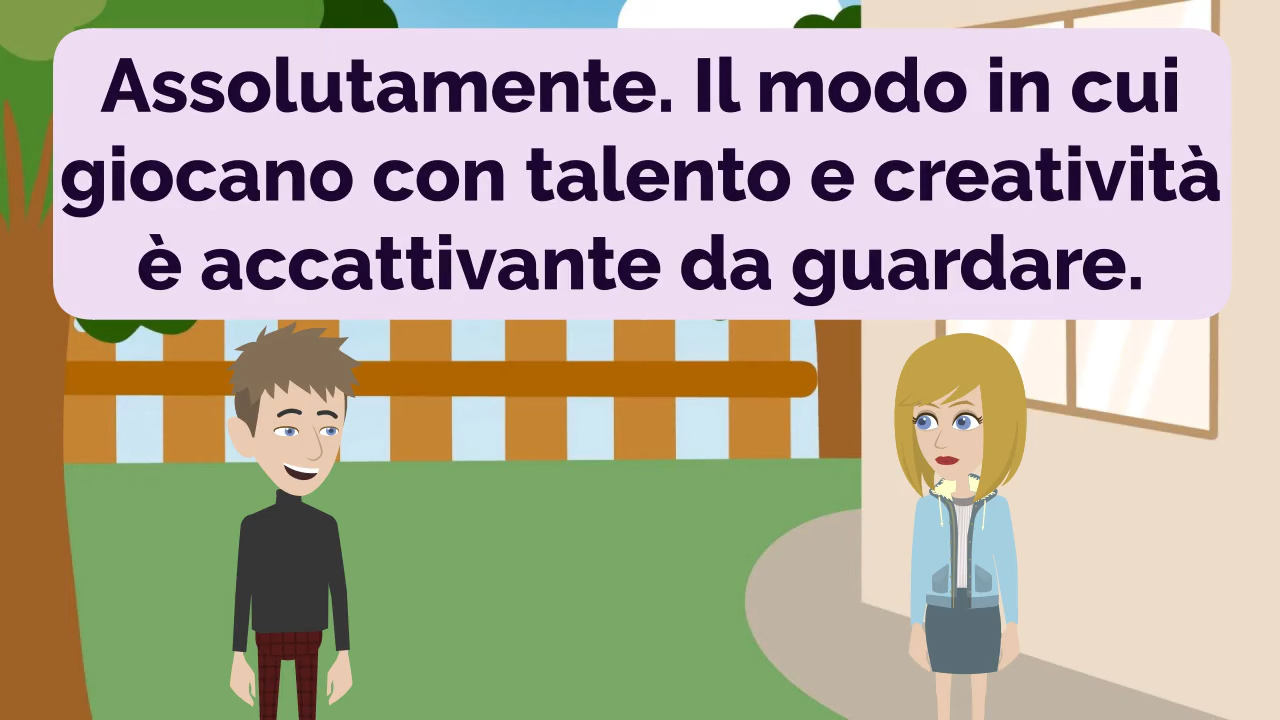 Assolutamente. Il modo in cui
giocano con talento e creatività
è accattivante da guardare.